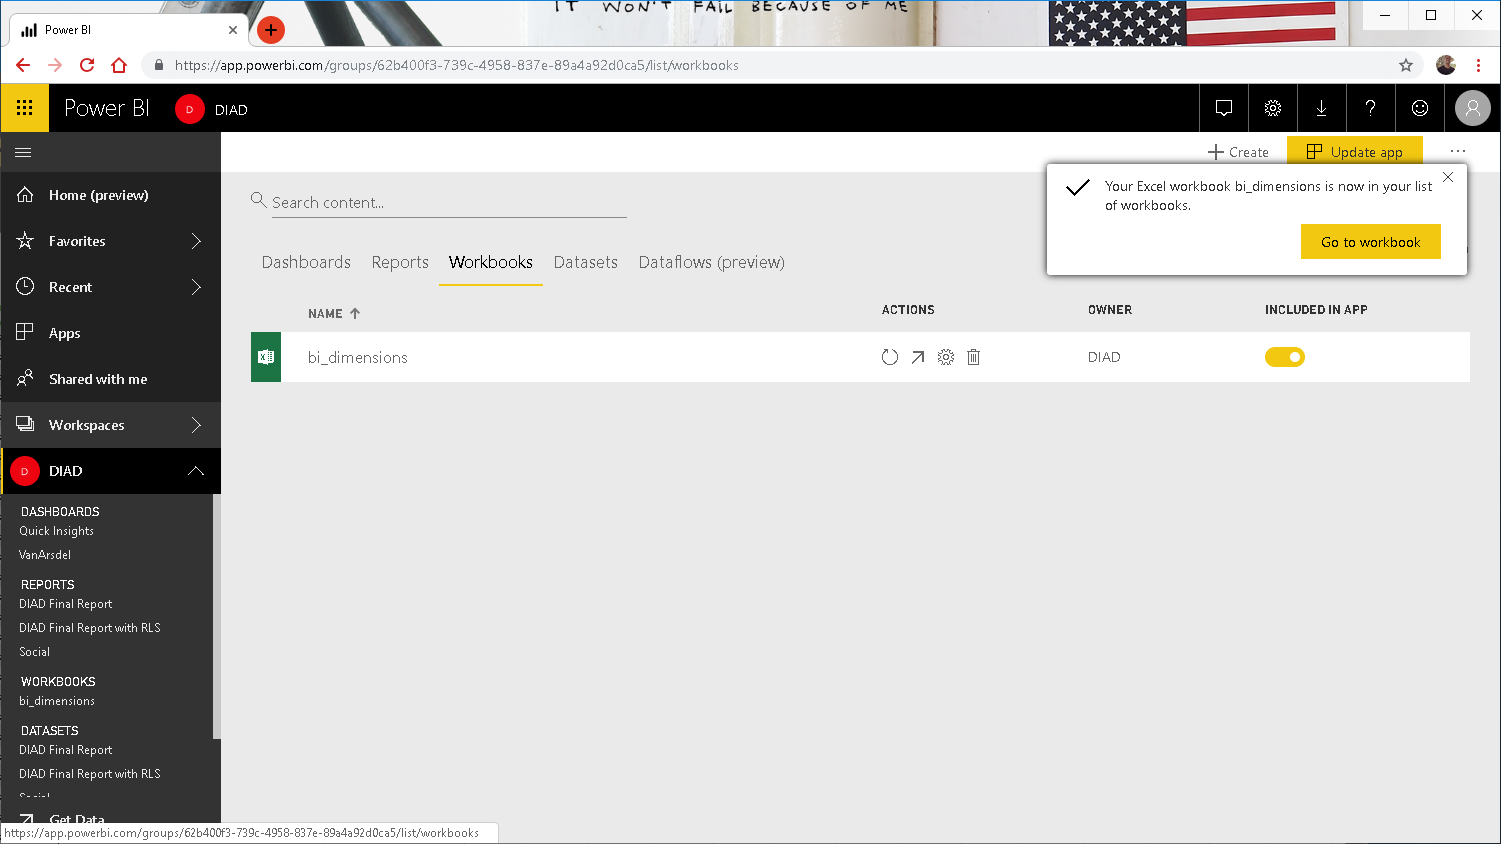 IT WON'T FAIL BECAUSE OF ME
Power BI
https://app.powerbi.com/groups/62b400f3-739c-4958-837e-89a4a92d0ca5/list/workbooks
Power BI
D
DIAD
?
Create
Update app
...
Home (preview)
Favorites
Recent
Apps
Shared with me
Workspaces
D
DIAD
DASHBOARDS
Quick Insights
VanArsdel
REPORTS
DIAD Final Report
DIAD Final Report with RLS
Social
WORKBOOKS
bi_dimensions
DATASETS
DIAD Final Report
DIAD Final Report with RLS
Social
Get Data
Search content...
Your Excel workbook bi_dimensions is now in your list
of workbooks.
Go to workbook
Dashboards Reports Workbooks Datasets Dataflows (preview)
NAME ACTIONS OWNER INCLUDED IN APP
bi_dimensions DIAD
https://app.powerbi.com/groups/62b400f3-739c-4958-837e-89a4a92d0ca5/list/workbooks